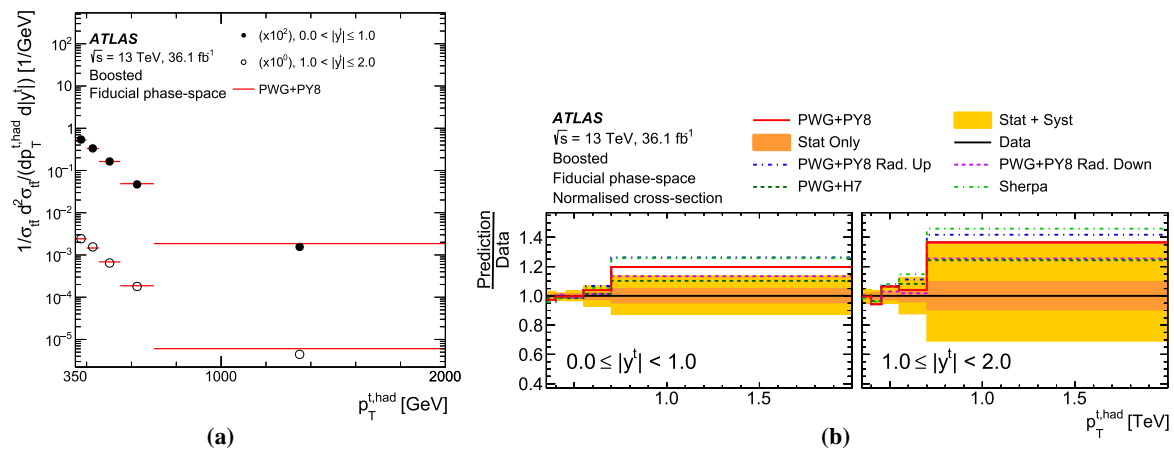 ATLAS
√s = 13 TeV, 36.1 fb⁻¹
Boosted
Fiducial phase-space
(x10²), 0.0 < |yᵗ| ≤ 1.0
(x10⁰), 1.0 < |yᵗ| ≤ 2.0
PWG+PY8
1/σ_tt̄ d²σ_tt̄/(dp_T^{t,had} d|yᵗ|) [1/GeV]
10²
10
1
10⁻¹
10⁻²
10⁻³
10⁻⁴
10⁻⁵
350 1000 2000
p_T^{t,had} [GeV]
(a)
ATLAS
√s = 13 TeV, 36.1 fb⁻¹
Boosted
Fiducial phase-space
Normalised cross-section
PWG+PY8
Stat Only
PWG+PY8 Rad. Up
PWG+H7
Stat + Syst
Data
PWG+PY8 Rad. Down
Sherpa
Prediction
Data
1.4
1.2
1.0
0.8
0.6
0.4
0.0 ≤ |yᵗ| < 1.0
1.0 ≤ |yᵗ| < 2.0
1.0 1.5 1.0 1.5
p_T^{t,had} [TeV]
(b)